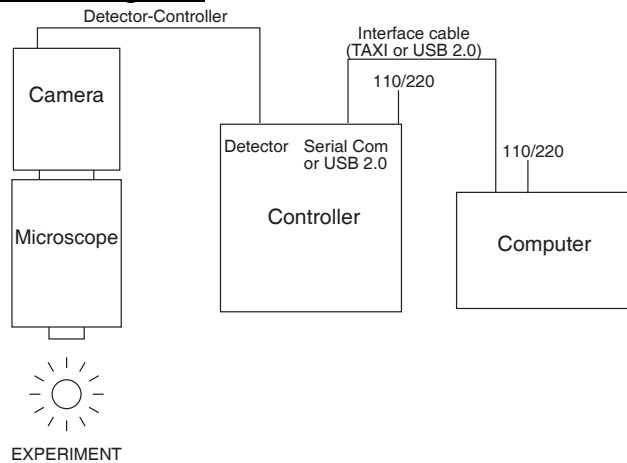 Detector-Controller
Interface cable
(TAXI or USB 2.0)
110/220
Camera
Detector
Serial Com
or USB 2.0
110/220
Controller
Microscope
Computer
EXPERIMENT